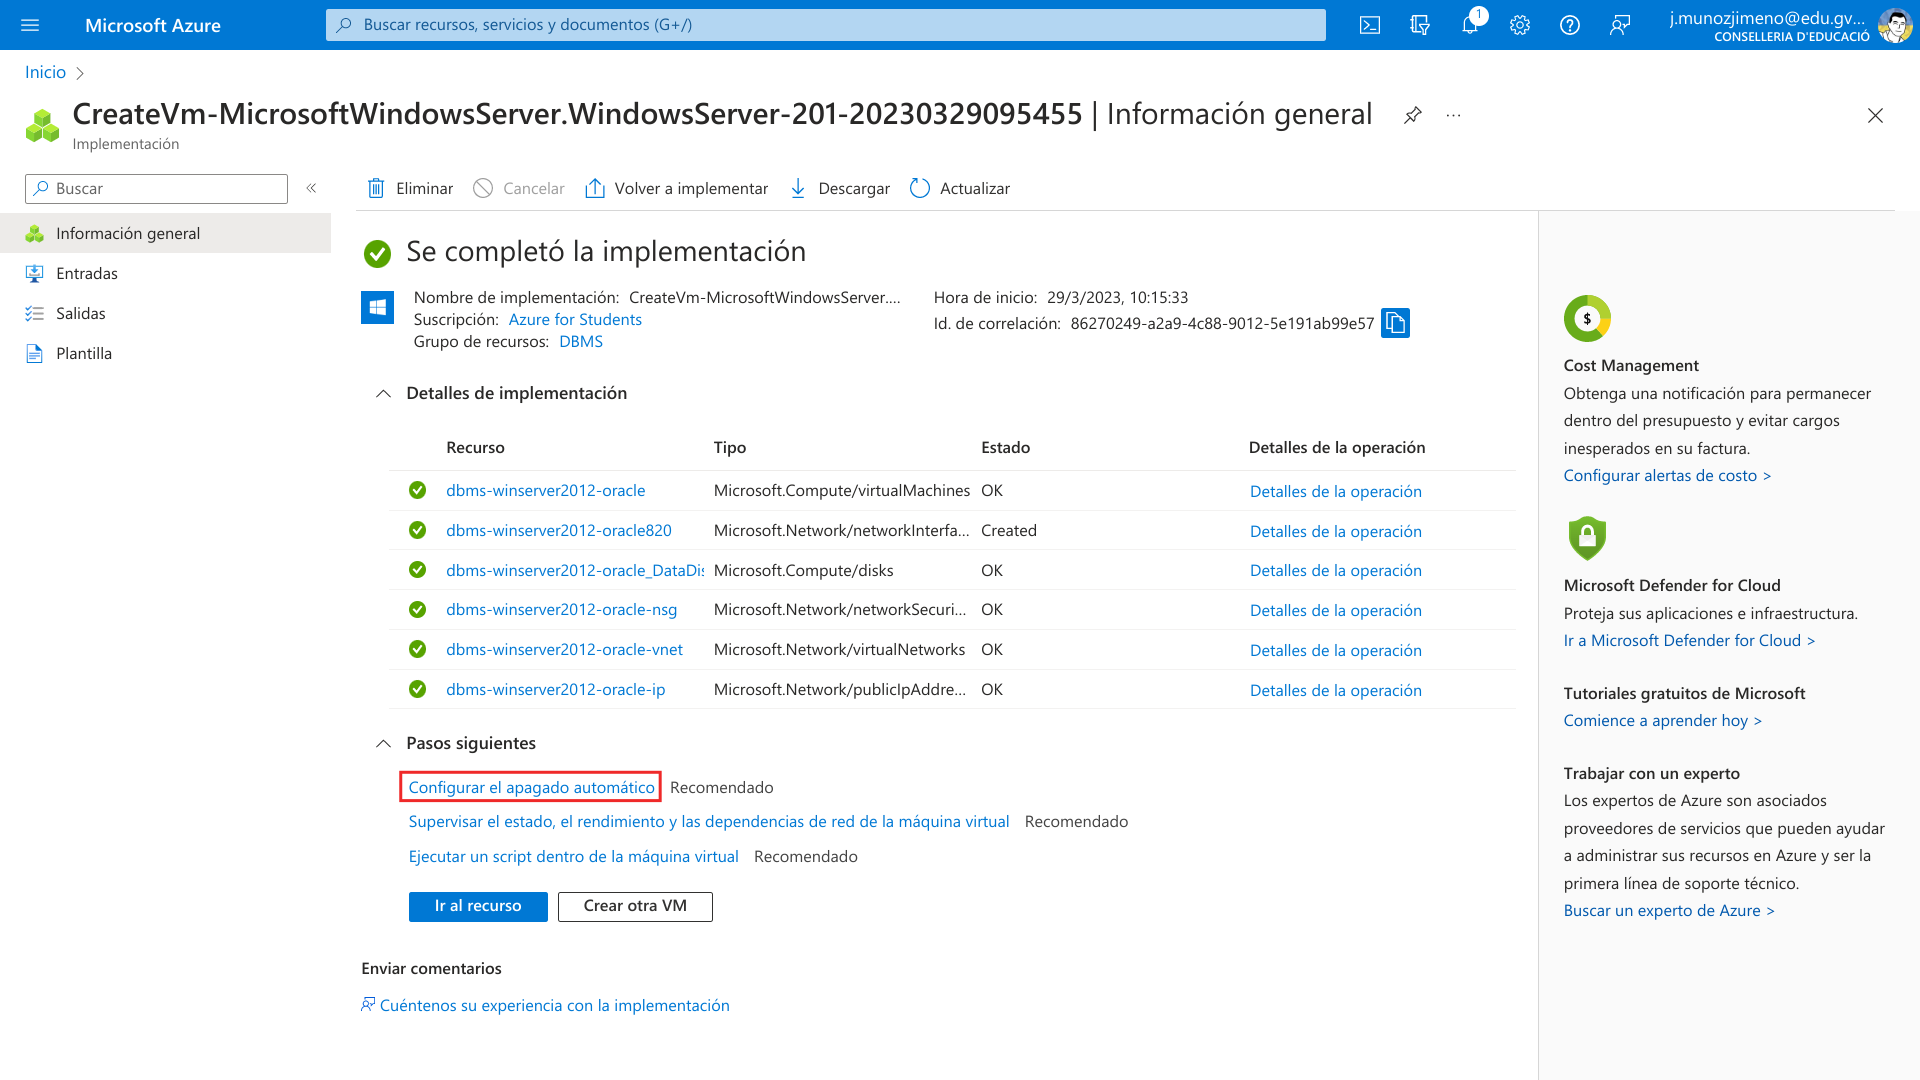 Microsoft Azure
Buscar recursos, servicios y documentos (G+/)
1
j.munozjimeno@edu.gv...
CONSELLERIA D'EDUCACIÓ
Inicio
CreateVm-MicrosoftWindowsServer.WindowsServer-201-20230329095455 | Información general
Implementación
Buscar
Información general
Entradas
Salidas
Plantilla
Eliminar
Cancelar
Volver a implementar
Descargar
Actualizar
Se completó la implementación
Nombre de implementación: CreateVm-MicrosoftWindowsServer....
Suscripción: Azure for Students
Grupo de recursos: DBMS
Hora de inicio: 29/3/2023, 10:15:33
Id. de correlación: 86270249-a2a9-4c88-9012-5e191ab99e57
Detalles de implementación
Recurso Tipo Estado Detalles de la operación
dbms-winserver2012-oracle Microsoft.Compute/virtualMachines OK Detalles de la operación
dbms-winserver2012-oracle820 Microsoft.Network/networkInterfa... Created Detalles de la operación
dbms-winserver2012-oracle_DataDis Microsoft.Compute/disks OK Detalles de la operación
dbms-winserver2012-oracle-nsg Microsoft.Network/networkSecuri... OK Detalles de la operación
dbms-winserver2012-oracle-vnet Microsoft.Network/virtualNetworks OK Detalles de la operación
dbms-winserver2012-oracle-ip Microsoft.Network/publicIpAddre... OK Detalles de la operación
Pasos siguientes
Configurar el apagado automático Recomendado
Supervisar el estado, el rendimiento y las dependencias de red de la máquina virtual Recomendado
Ejecutar un script dentro de la máquina virtual Recomendado
Ir al recurso
Crear otra VM
Enviar comentarios
Cuéntenos su experiencia con la implementación
$
Cost Management
Obtenga una notificación para permanecer
dentro del presupuesto y evitar cargos
inesperados en su factura.
Configurar alertas de costo >
Microsoft Defender for Cloud
Proteja sus aplicaciones e infraestructura.
Ir a Microsoft Defender for Cloud >
Tutoriales gratuitos de Microsoft
Comience a aprender hoy >
Trabajar con un experto
Los expertos de Azure son asociados
proveedores de servicios que pueden ayudar
a administrar sus recursos en Azure y ser la
primera línea de soporte técnico.
Buscar un experto de Azure >